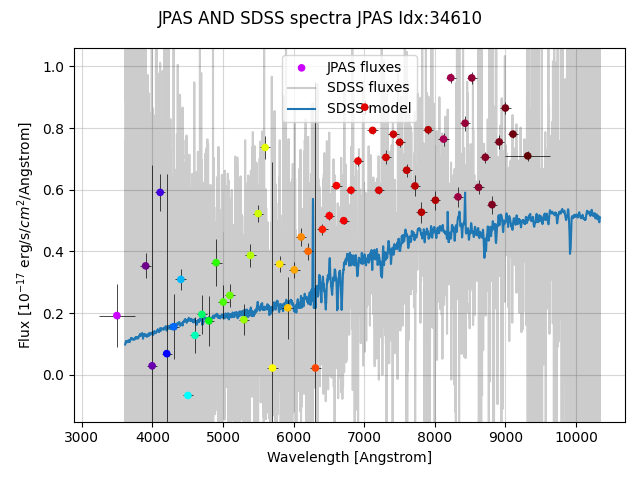 JPAS AND SDSS spectra JPAS Idx:34610
JPAS fluxes
SDSS fluxes
SDSS model
1.0
0.8
0.6
0.4
0.2
0.0
Flux [10⁻¹⁷ erg/s/cm²/Angstrom]
3000 4000 5000 6000 7000 8000 9000 10000
Wavelength [Angstrom]